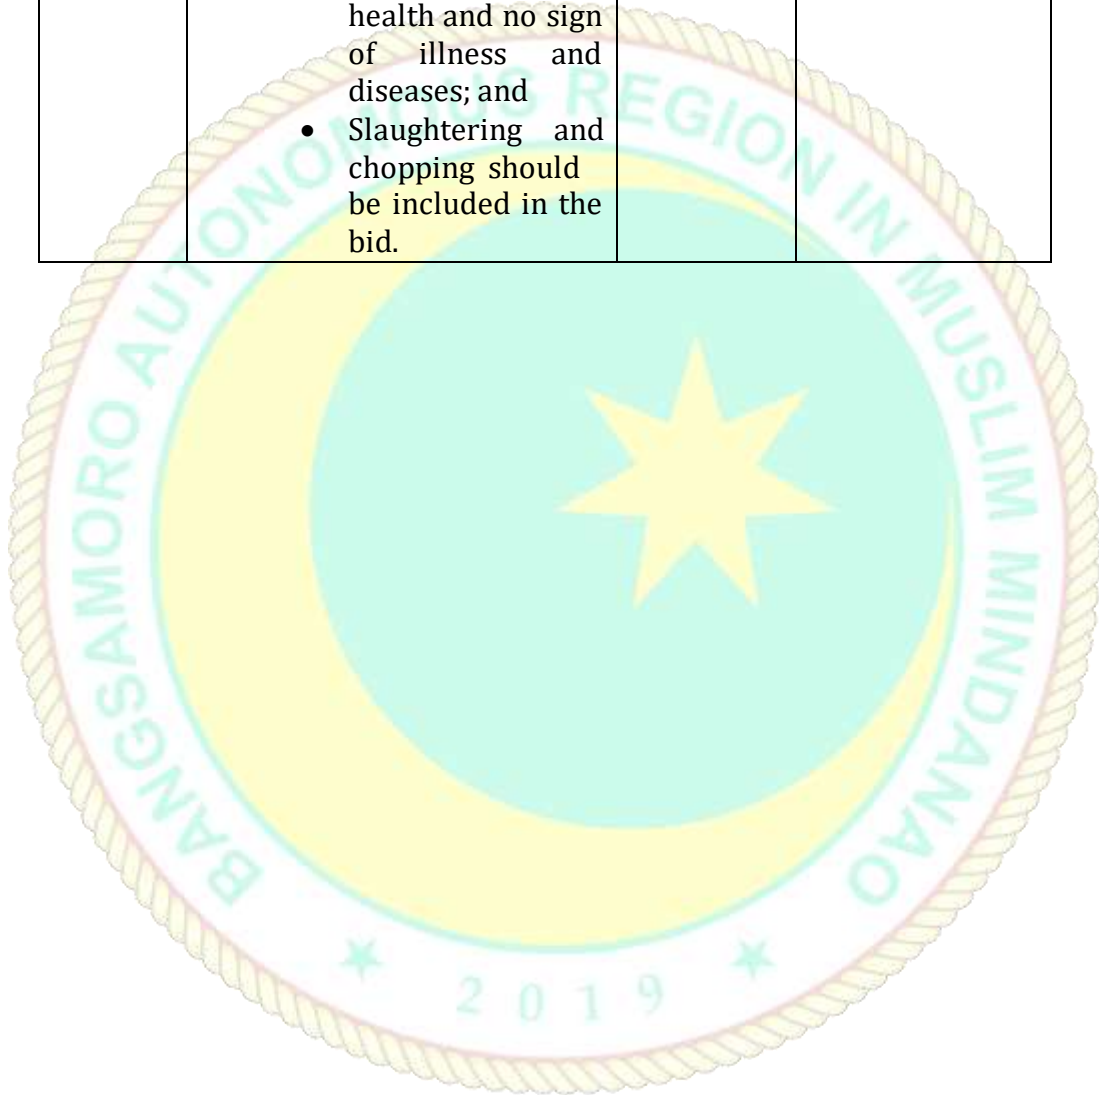 health and no sign
of illness and
diseases; and
• Slaughtering and
chopping should
be included in the
bid.
BANGSAMORO AUTONOMOUS REGION IN MUSLIM MINDANAO
2019